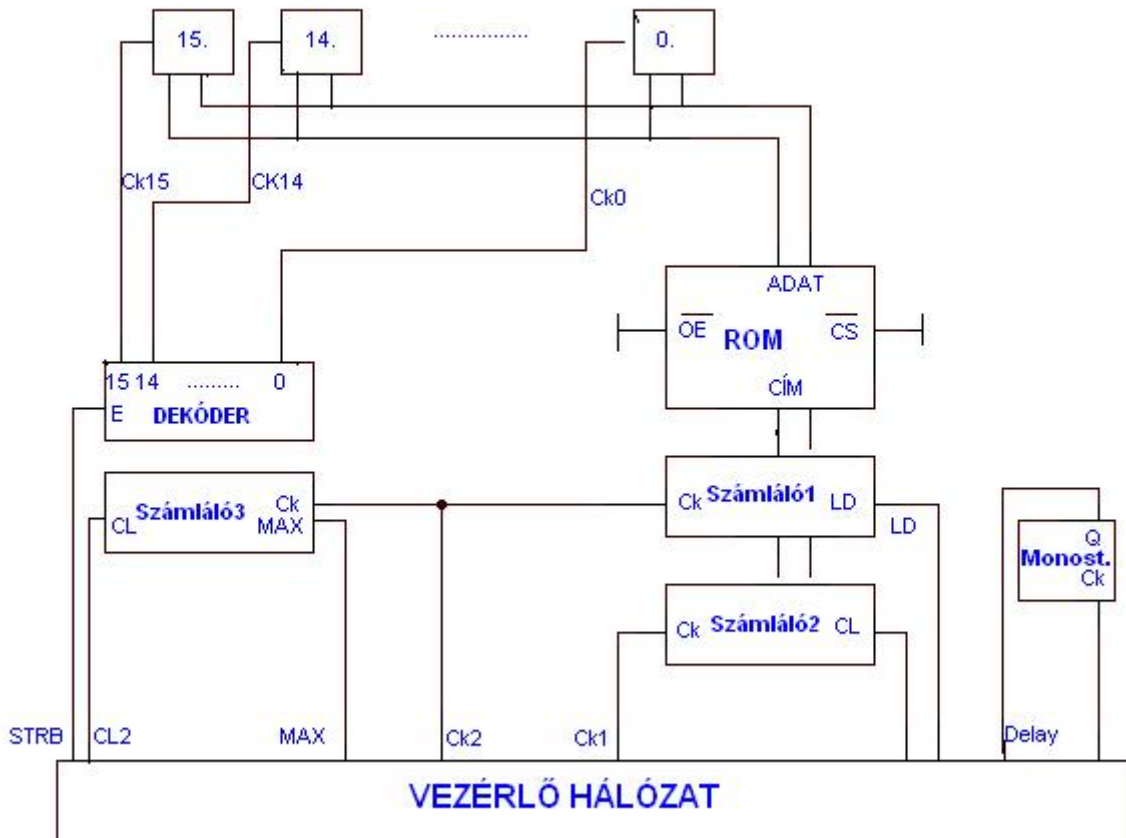 15. 14. ................ 0.
Ck15 CK14 Ck0
ADAT
OE ROM CS
CÍM
15 14 ......... 0
E DEKÓDER
Számláló3 Ck
CL MAX
Ck Számláló1 LD
LD
Q
Monost.
Ck
Ck Számláló2 CL
STRB CL2 MAX Ck2 Ck1 Delay
VEZÉRLŐ HÁLÓZAT